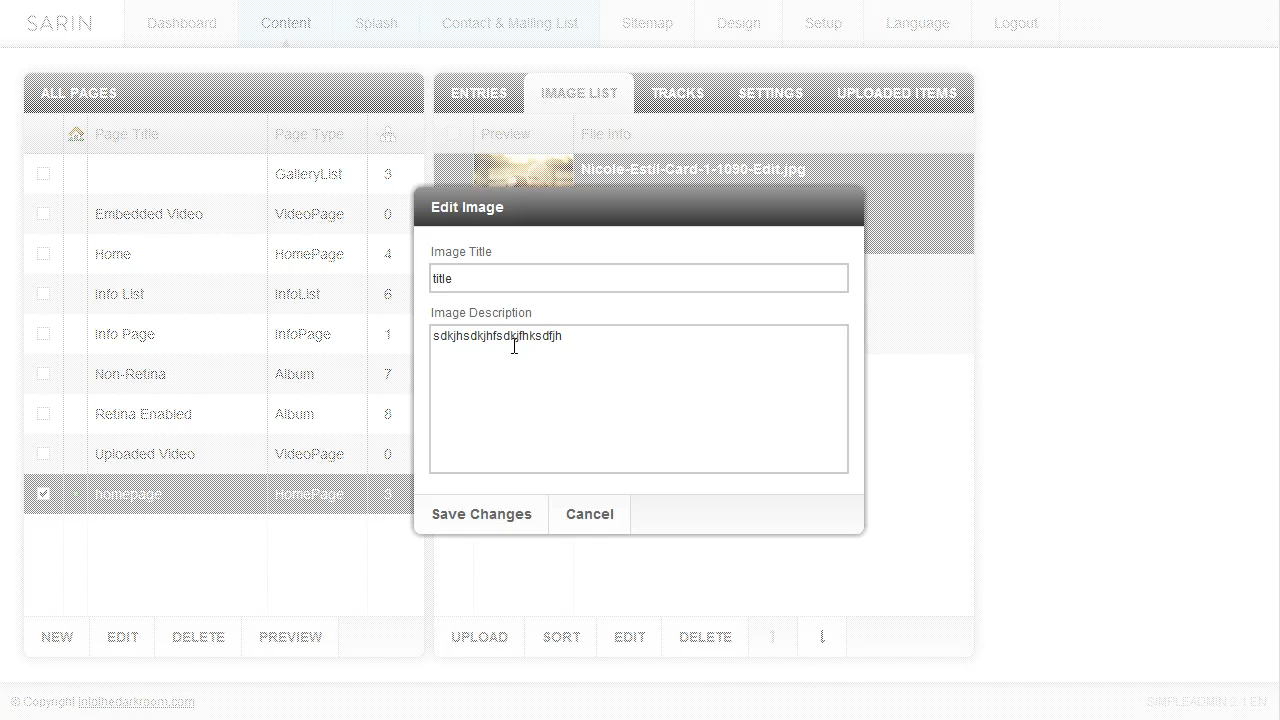 SARIN Dashboard Content Splash Contact & Mailing List Sitemap Design Setup Language Logout
ALL PAGES
ENTRIES IMAGE LIST TRACKS SETTINGS UPLOADED ITEMS
Page Title Page Type
Preview File Info
GalleryList 3
Nicole-Esdi-Card-1-1090-Edit.jpg
Embedded Video VideoPage 0
Home HomePage 4
Info List InfoList 6
Info Page InfoPage 1
Non-Retina Album 7
Retina Enabled Album 0
Uploaded Video VideoPage 0
homepage HomePage 3
Edit Image
Image Title
title
Image Description
sdkjhsdkjhfsdkjfhksdfjh
Save Changes Cancel
NEW EDIT DELETE PREVIEW
UPLOAD SORT EDIT DELETE
© Copyright intothedarkroom.com
SIMPLEADMIN 2.1 EN